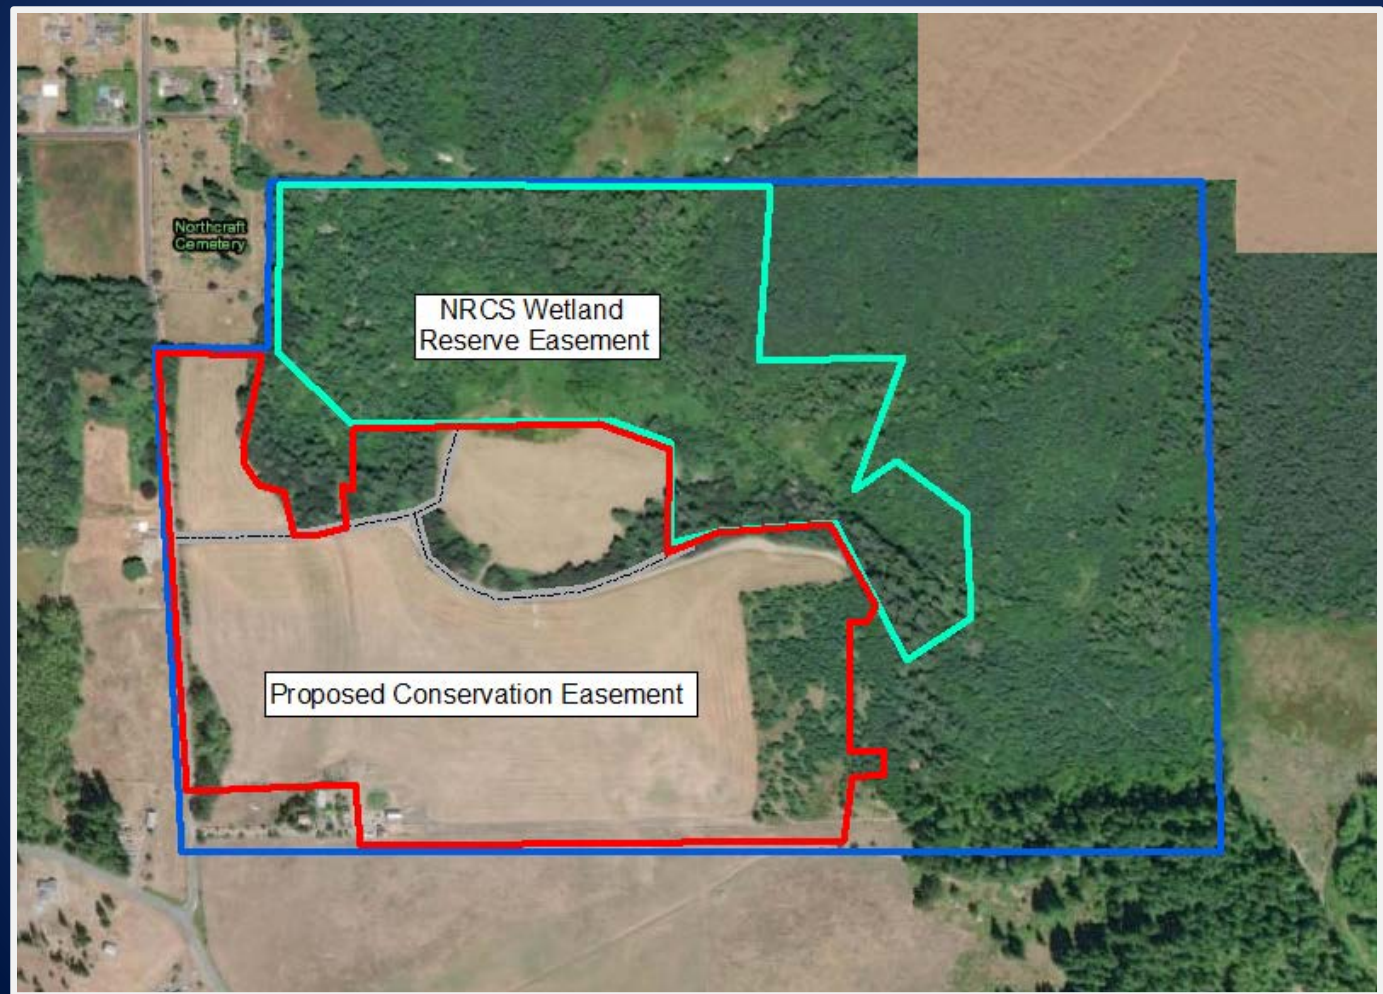 Northcraft
Cemetery
NRCS Wetland
Reserve Easement
Proposed Conservation Easement